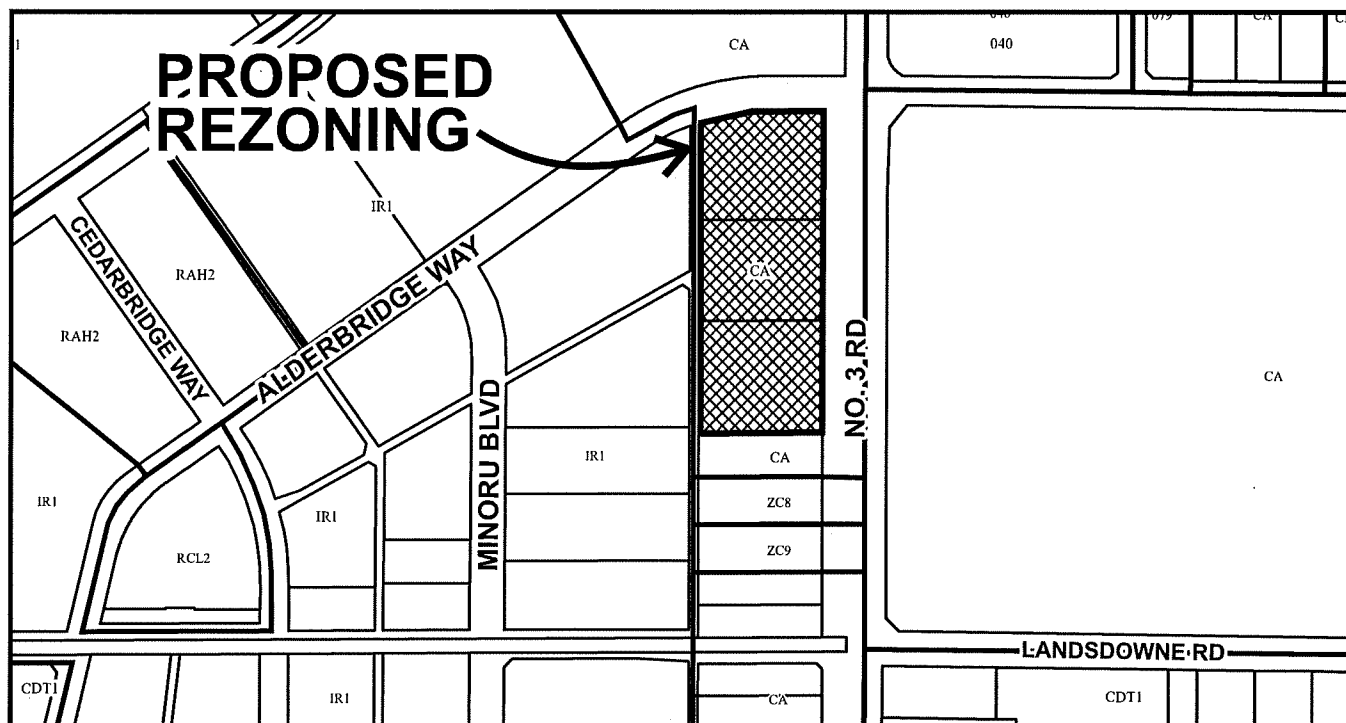 CA
040
CA
PROPOSED
REZONING
IR1
CEDARBRIDGE WAY
RAH2
ALDERBRIDGE WAY
CA
RAH2
NO. 3 RD
CA
MINORU BLVD
IR1
CA
IR1
IR1
ZC8
ZC9
RCL2
LANDSDOWNE RD
CDT1
IR1
CA
CDT1